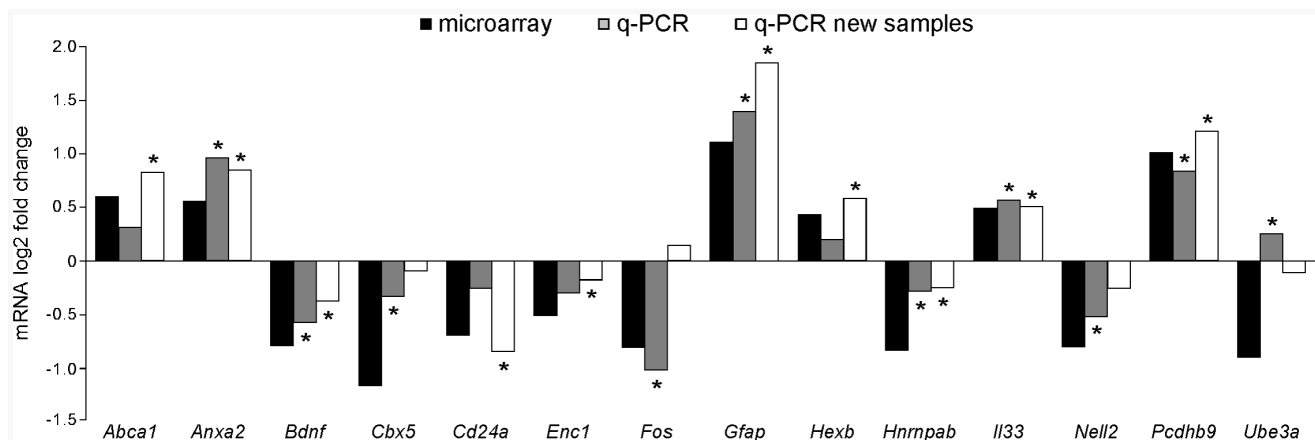 microarray q-PCR q-PCR new samples
mRNA log2 fold change
2.0
1.5
1.0
0.5
0
-0.5
-1.0
-1.5
* * * * * * * * * * * * * * * * * * * *
Abca1 Anxa2 Bdnf Cbx5 Cd24a Enc1 Fos Gfap Hexb Hnrnpab Il33 Nell2 Pcdhb9 Ube3a